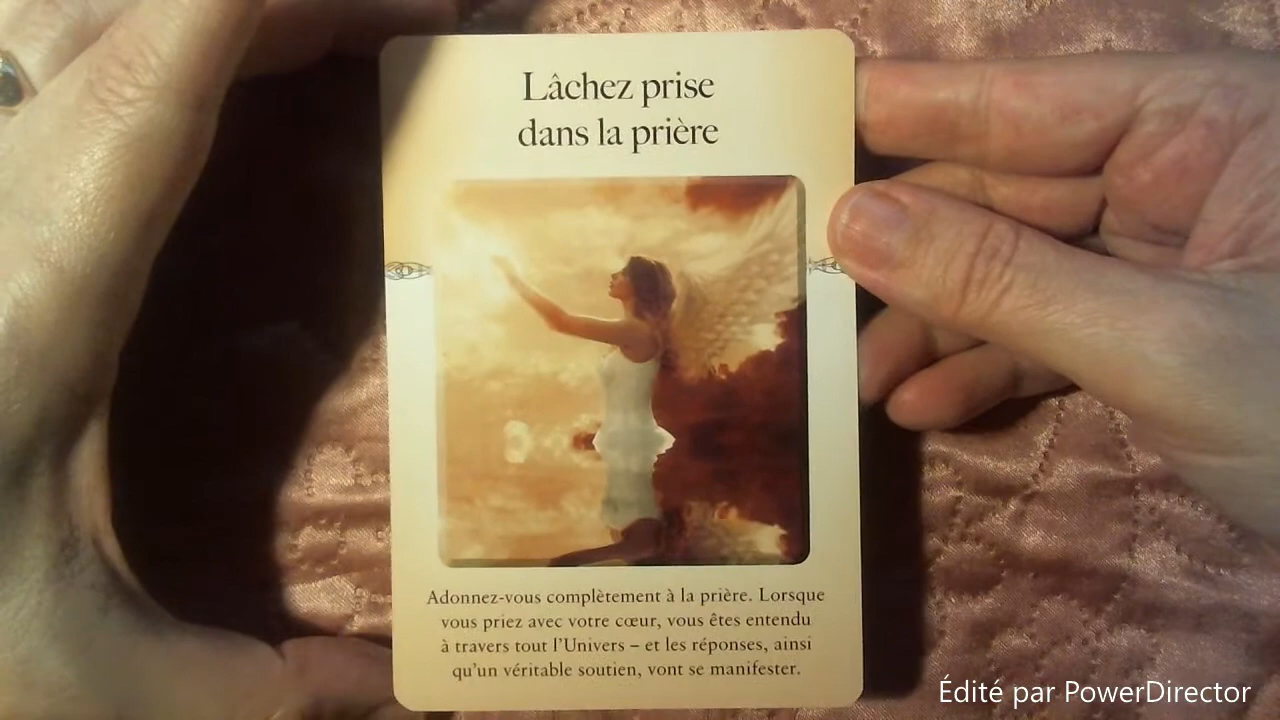 Lâchez prise
dans la prière
Adonnez-vous complètement à la prière. Lorsque
vous priez avec votre cœur, vous êtes entendu
à travers tout l'Univers – et les réponses, ainsi
qu'un véritable soutien, vont se manifester.
Édité par PowerDirector